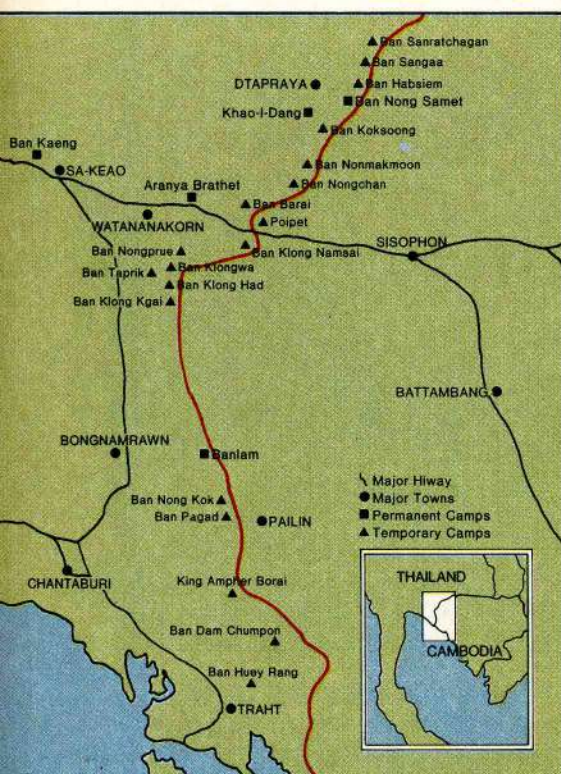 Ban Sanratchagan
Ban Sangaa
DTAPRAYA
Ban Habsiem
Ban Nong Samet
Khao-I-Dang
Ban Koksoong
Ban Kaeng
SA-KEAO
Ban Nonmakmoon
Aranya Brathet
Ban Nongchan
Ban Barai
WATANANAKORN
Poipet
Ban Nongprue
Ban Klong Namsai
SISOPHON
Ban Taprik
Ban Klongwa
Ban Klong Had
Ban Klong Kgai
BATTAMBANG
BONGNAMRAWN
Banlam
Major Hiway
Major Towns
Permanent Camps
Temporary Camps
Ban Nong Kok
Ban Pagad
PAILIN
CHANTABURI
King Ampher Borai
THAILAND
CAMBODIA
Ban Dam Chumpon
Ban Huey Rang
TRAHT